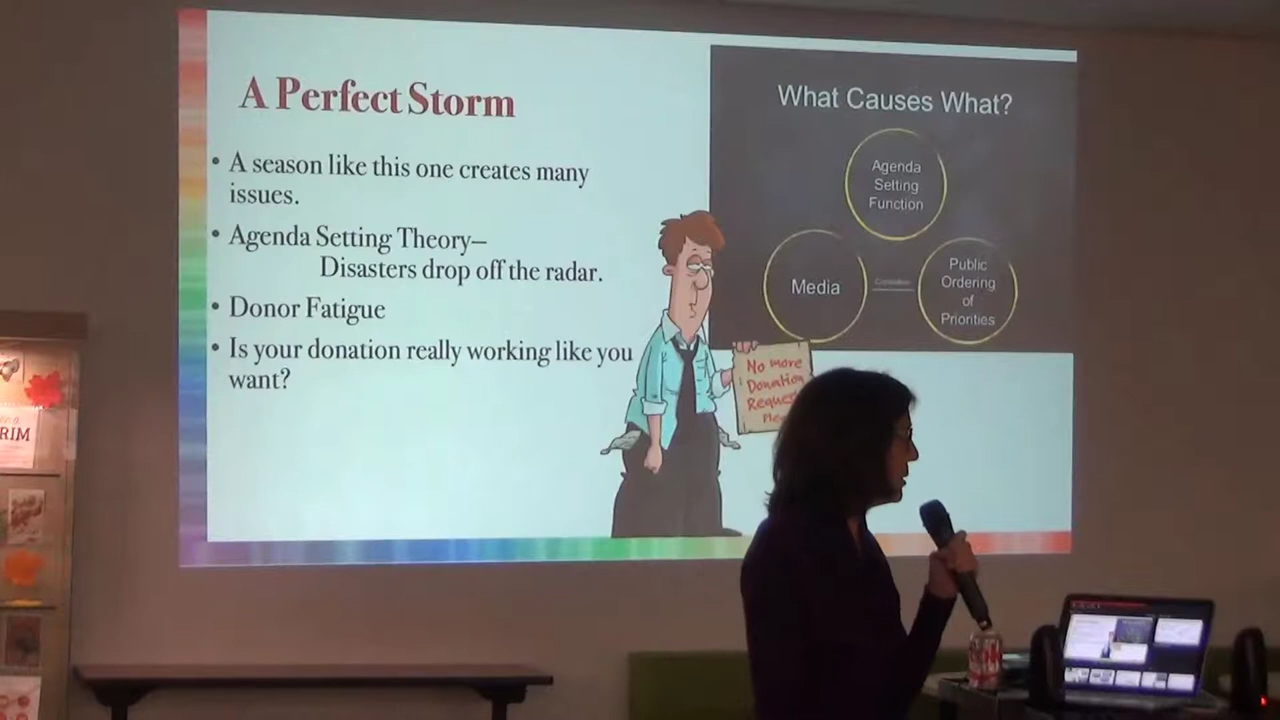 A Perfect Storm
• A season like this one creates many
issues.
• Agenda Setting Theory–
Disasters drop off the radar.
• Donor Fatigue
• Is your donation really working like you
want?
What Causes What?
Agenda
Setting
Function
Media
Public
Ordering
of
Priorities
No more
Donation
RIM